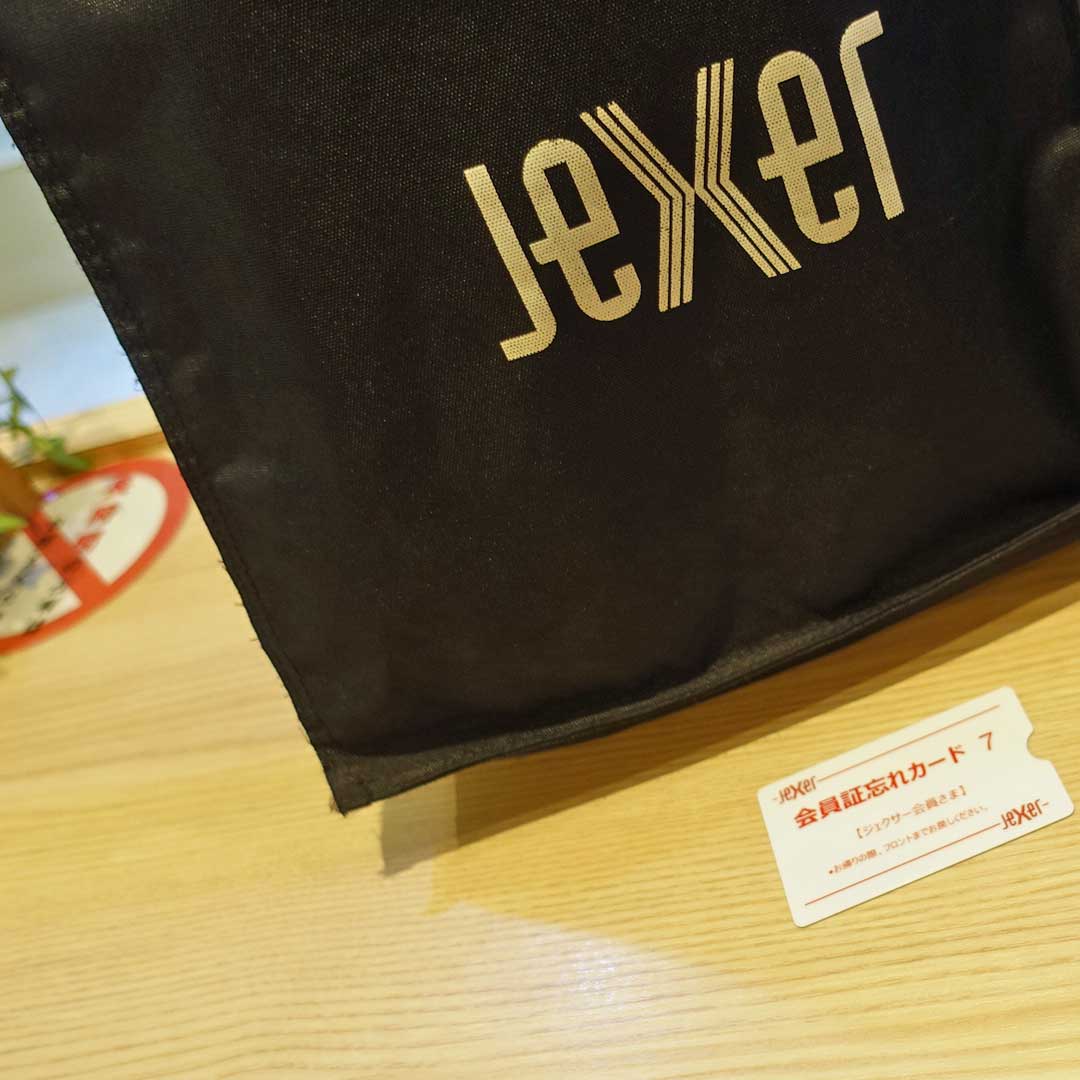 Jexer
Jexer
会員証忘れカード 7
【ジェクサー会員さま】
●お帰りの際、フロントまでお戻しください。
Jexer